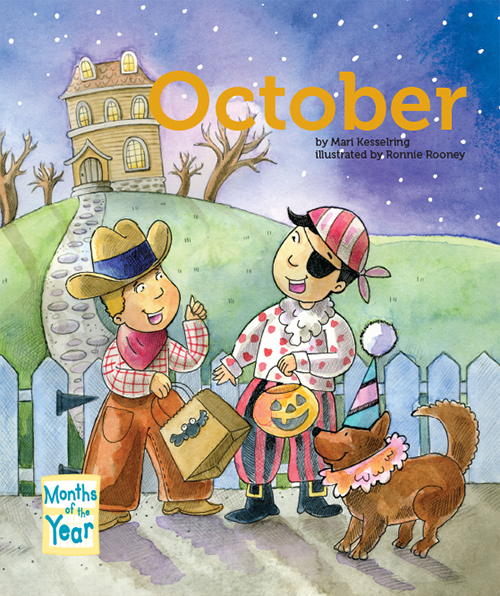 October
by Mari Kesselring
illustrated by Ronnie Rooney
Months
of the
Year